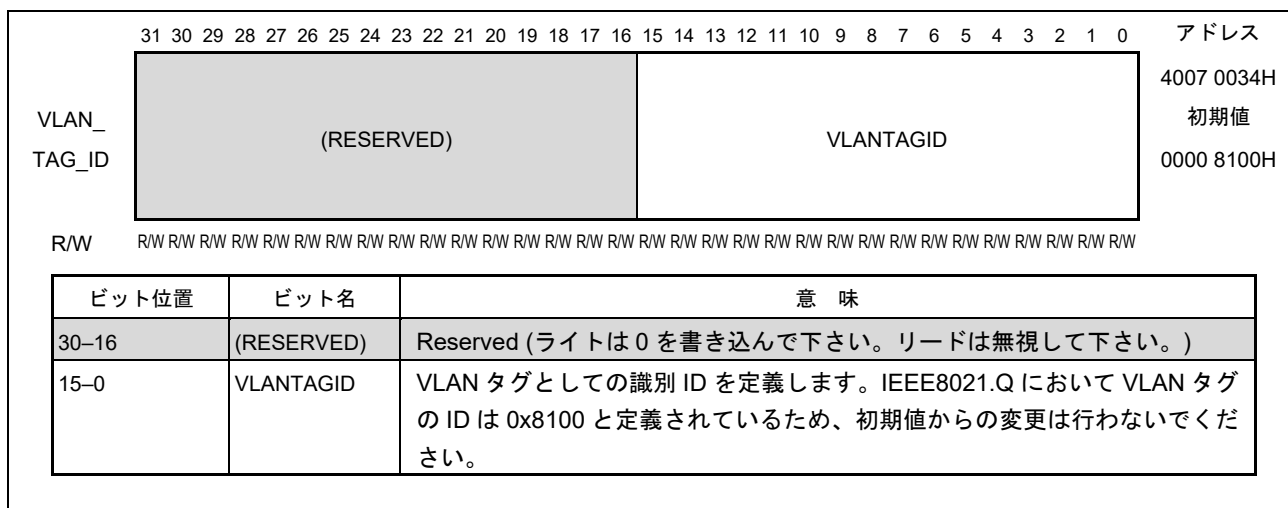 31 30 29 28 27 26 25 24 23 22 21 20 19 18 17 16 15 14 13 12 11 10 9 8 7 6 5 4 3 2 1 0 アドレス
4007 0034H
VLAN_
TAG_ID
(RESERVED)
VLANTAGID
初期値
0000 8100H
R/W R/W R/W R/W R/W R/W R/W R/W R/W R/W R/W R/W R/W R/W R/W R/W R/W R/W R/W R/W R/W R/W R/W R/W R/W R/W R/W R/W R/W R/W R/W R/W R/W
ビット位置 ビット名 意 味
30–16 (RESERVED) Reserved (ライトは 0 を書き込んで下さい。リードは無視して下さい。)
15–0 VLANTAGID VLAN タグとしての識別 ID を定義します。IEEE8021.Q において VLAN タグ
の ID は 0x8100 と定義されているため、初期値からの変更は行わないでくだ
さい。